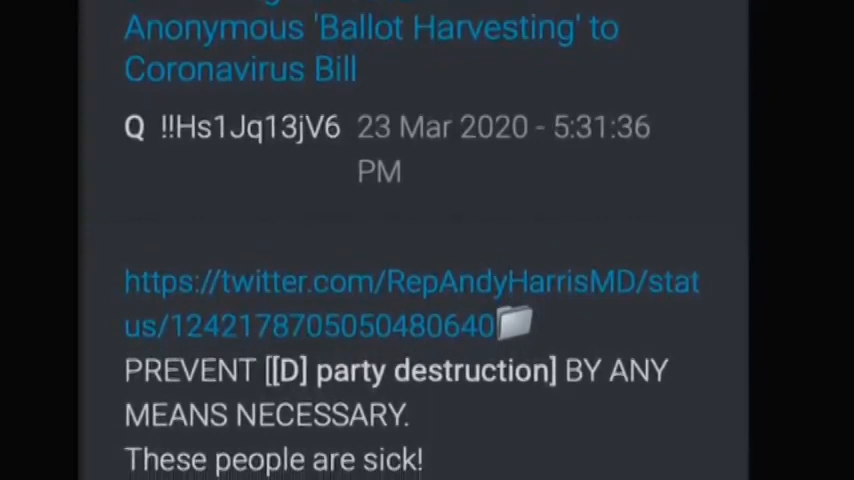 Anonymous 'Ballot Harvesting' to
Coronavirus Bill
Q !!Hs1Jq13jV6 23 Mar 2020 - 5:31:36
PM
https://twitter.com/RepAndyHarrisMD/stat
us/1242178705050480640
PREVENT [[D] party destruction] BY ANY
MEANS NECESSARY.
These people are sick!